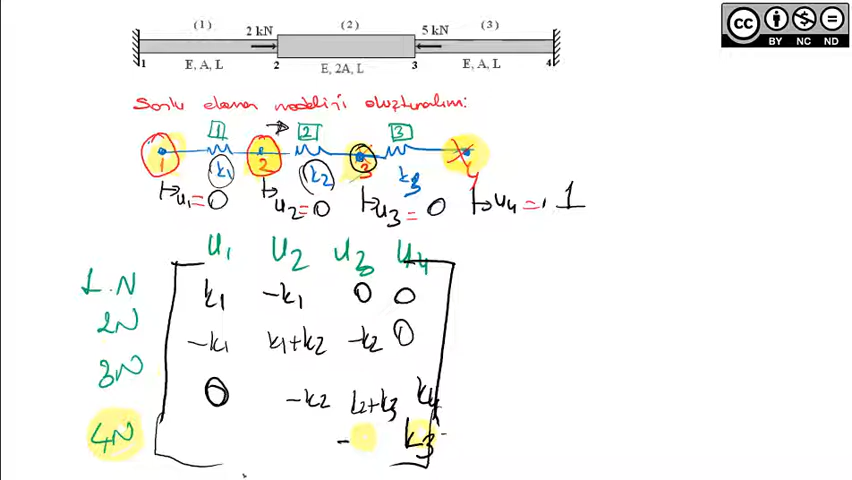 (1) 2 kN (2) 5 kN (3)
1 E, A, L 2 E, 2A, L 3 E, A, L 4
Sonlu eleman modelini oluşturalım:
1 2 3
1 2 3 4
k1 k2 k3
u1 = 0 u2 = 0 u3 = 0 u4 = 1
u1 u2 u3 u4
1.N k1 -k1 0 0
2N -k1 k1+k2 -k2 0
3N 0 -k2 k2+k3 k4
4N - k3
cc BY NC ND